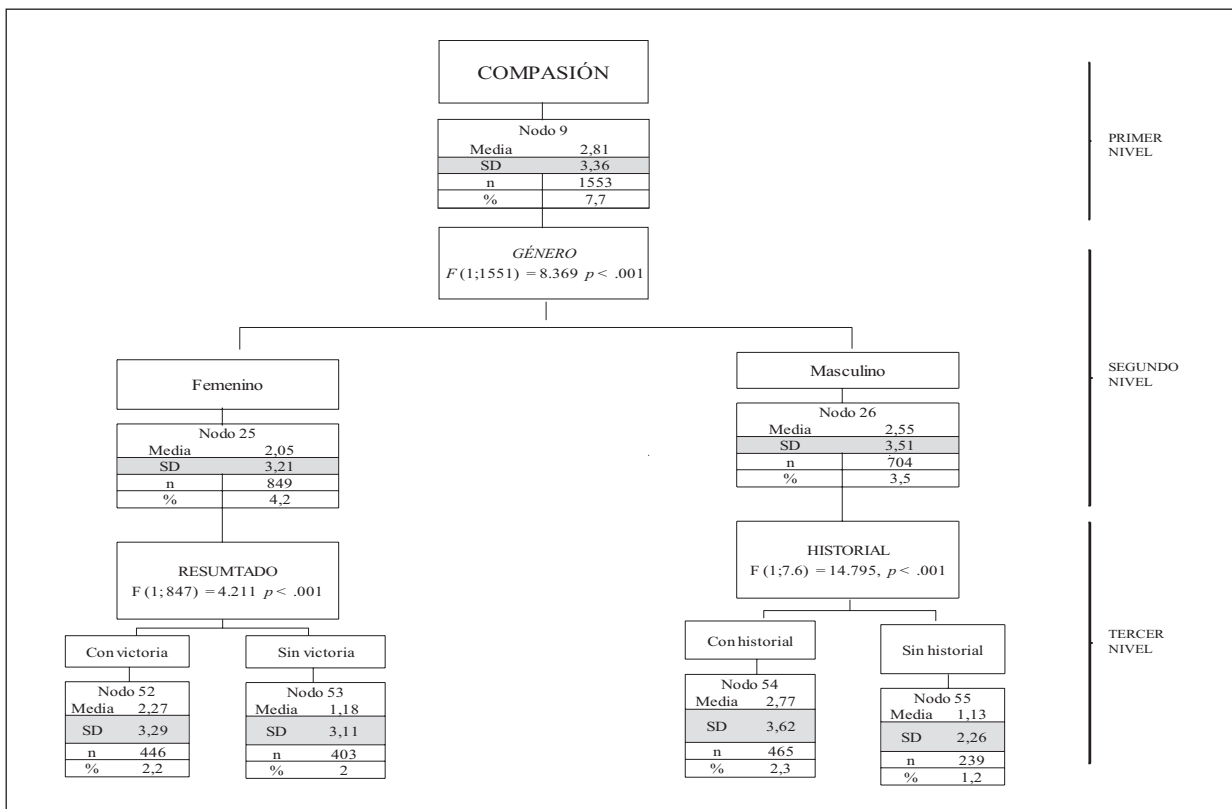 COMPASIÓN
Nodo 9
Media 2,81
SD 3,36
n 1553
% 7,7
PRIMER
NIVEL
GÉNERO
F (1;1551) = 8.369 p < .001
Femenino
Masculino
SEGUNDO
NIVEL
Nodo 25
Media 2,05
SD 3,21
n 849
% 4,2
Nodo 26
Media 2,55
SD 3,51
n 704
% 3,5
RESUMTADO
F (1; 847) = 4.211 p < .001
HISTORIAL
F (1;7.6) = 14.795, p < .001
Con victoria
Sin victoria
Con historial
Sin historial
TERCER
NIVEL
Nodo 52
Media 2,27
SD 3,29
n 446
% 2,2
Nodo 53
Media 1,18
SD 3,11
n 403
% 2
Nodo 54
Media 2,77
SD 3,62
n 465
% 2,3
Nodo 55
Media 1,13
SD 2,26
n 239
% 1,2